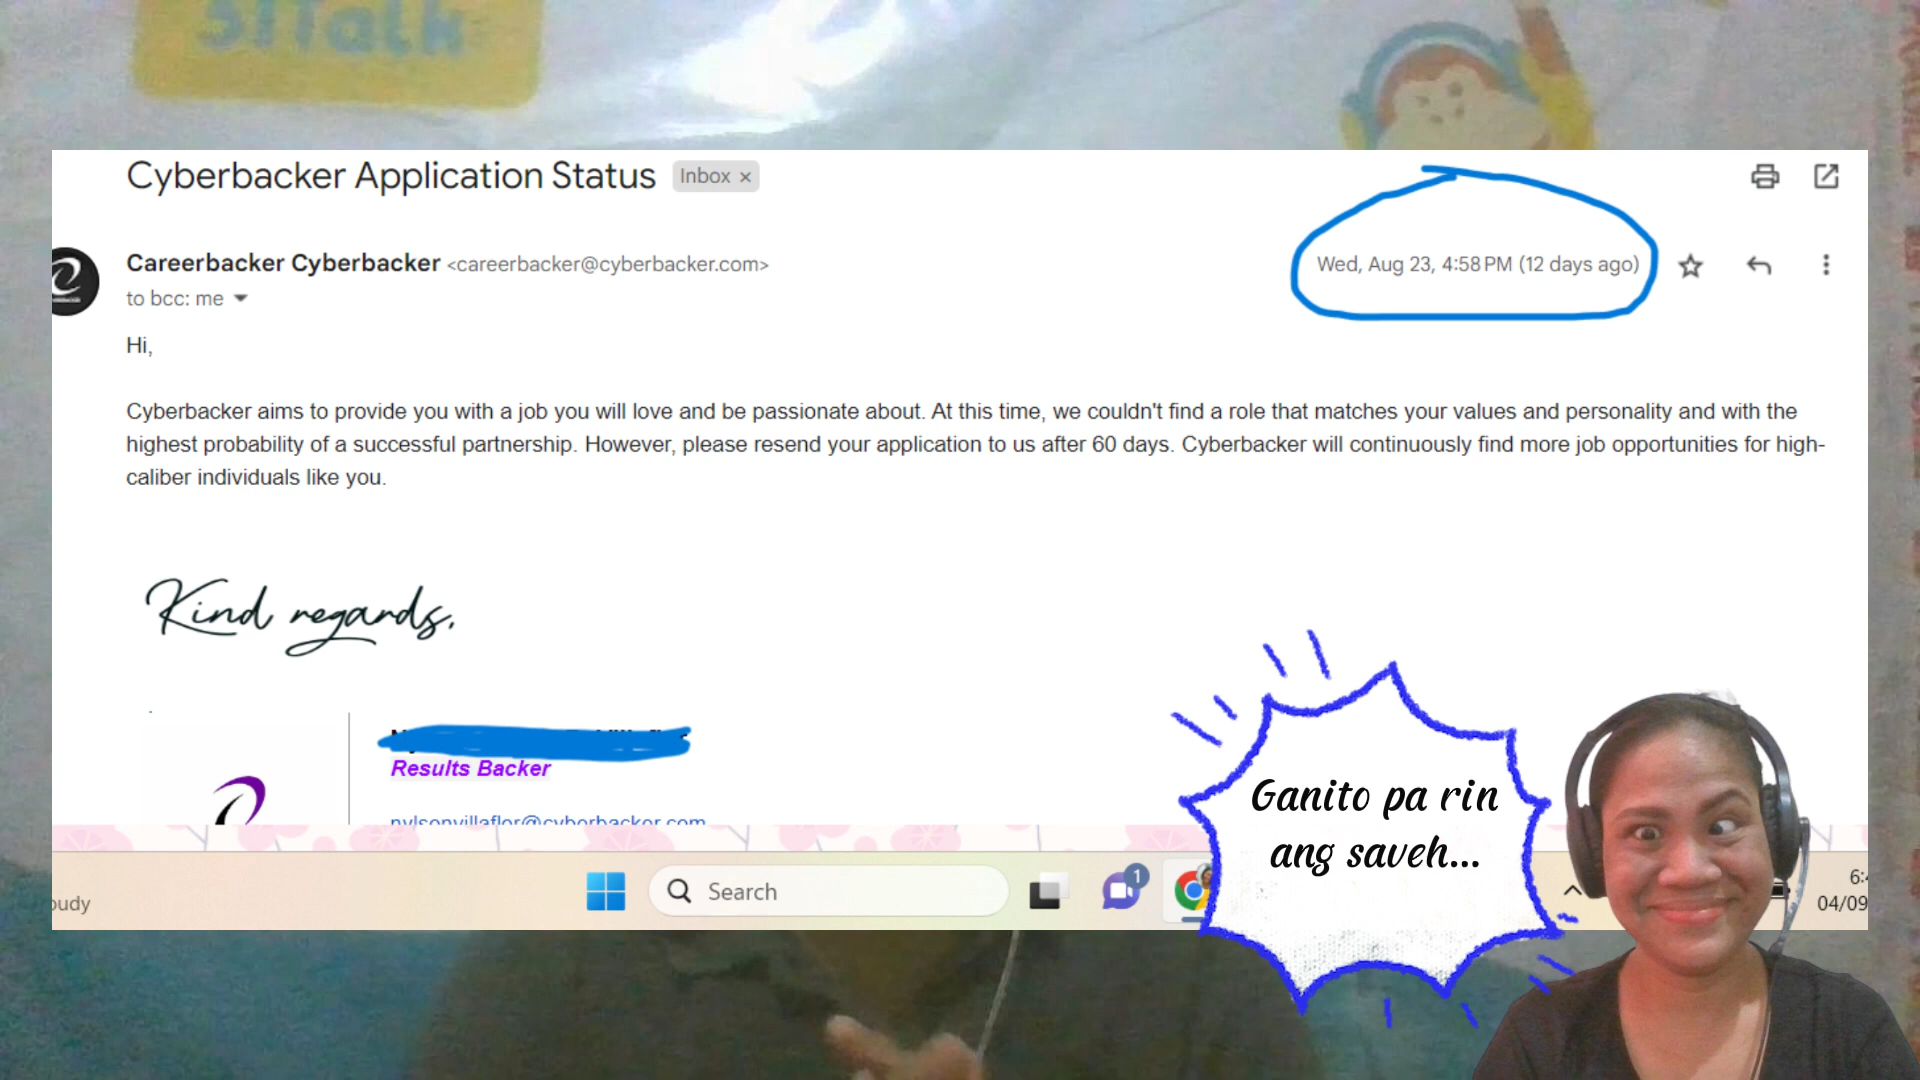 51Talk
Cyberbacker Application Status
Inbox ×
Careerbacker Cyberbacker <careerbacker@cyberbacker.com>
Wed, Aug 23, 4:58 PM (12 days ago)
to bcc: me
Hi,
Cyberbacker aims to provide you with a job you will love and be passionate about. At this time, we couldn't find a role that matches your values and personality and with the
highest probability of a successful partnership. However, please resend your application to us after 60 days. Cyberbacker will continuously find more job opportunities for high-
caliber individuals like you.
Kind regards,
Results Backer
Ganito pa rin
ang saveh...
Search
1
oudy
04/09